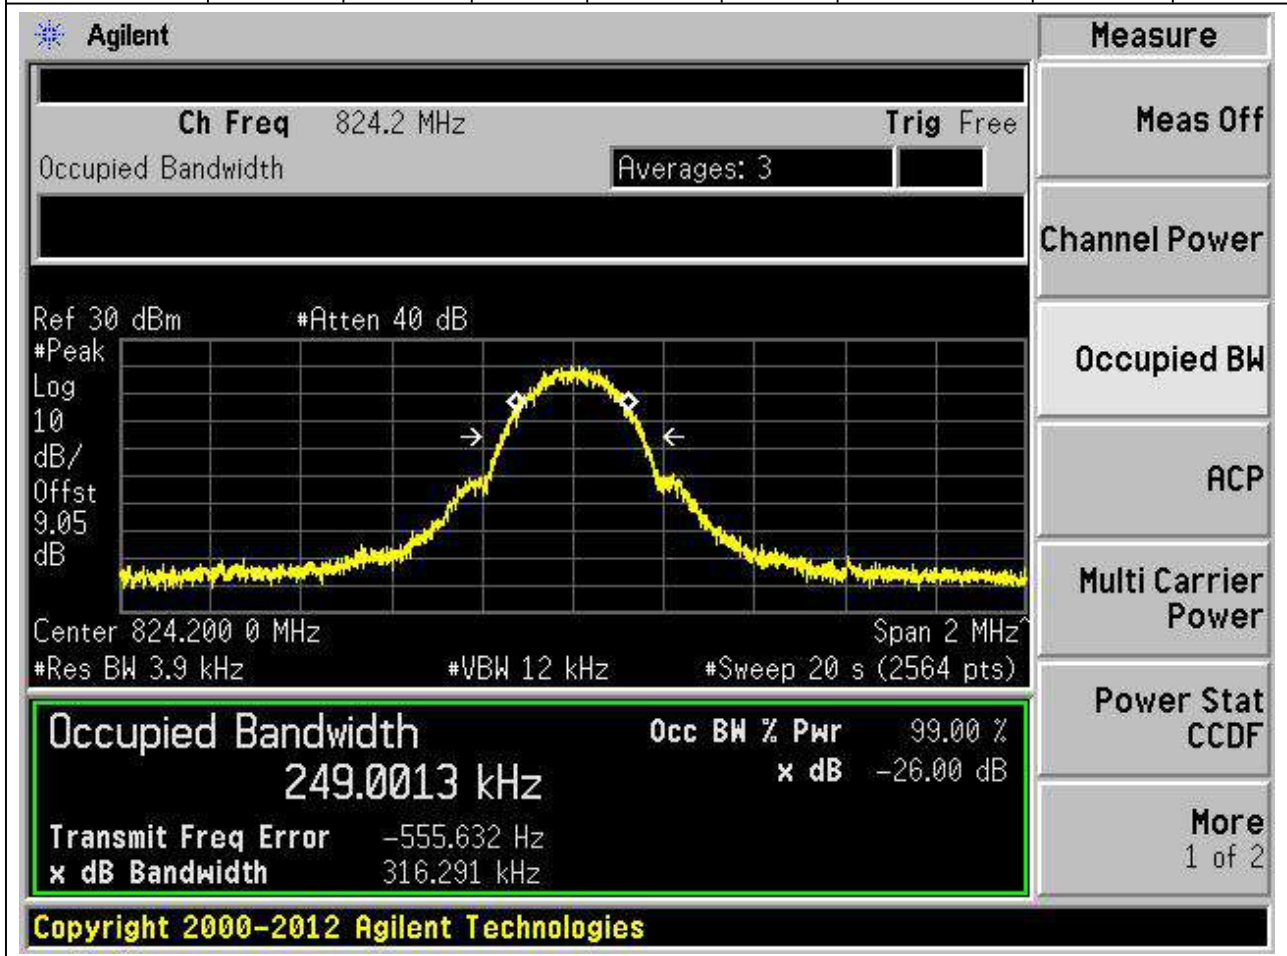 Agilent
Measure
Ch Freq 824.2 MHz Trig Free
Occupied Bandwidth Averages: 3
Ref 30 dBm #Atten 40 dB
#Peak
Log
10
dB/
Offst
9.05
dB
Center 824.200 0 MHz Span 2 MHz^
#Res BW 3.9 kHz #VBW 12 kHz #Sweep 20 s (2564 pts)
Occupied Bandwidth
249.0013 kHz
Occ BW % Pwr 99.00 %
x dB -26.00 dB
Transmit Freq Error -555.632 Hz
x dB Bandwidth 316.291 kHz
Meas Off
Channel Power
Occupied BW
ACP
Multi Carrier
Power
Power Stat
CCDF
More
1 of 2
Copyright 2000-2012 Agilent Technologies